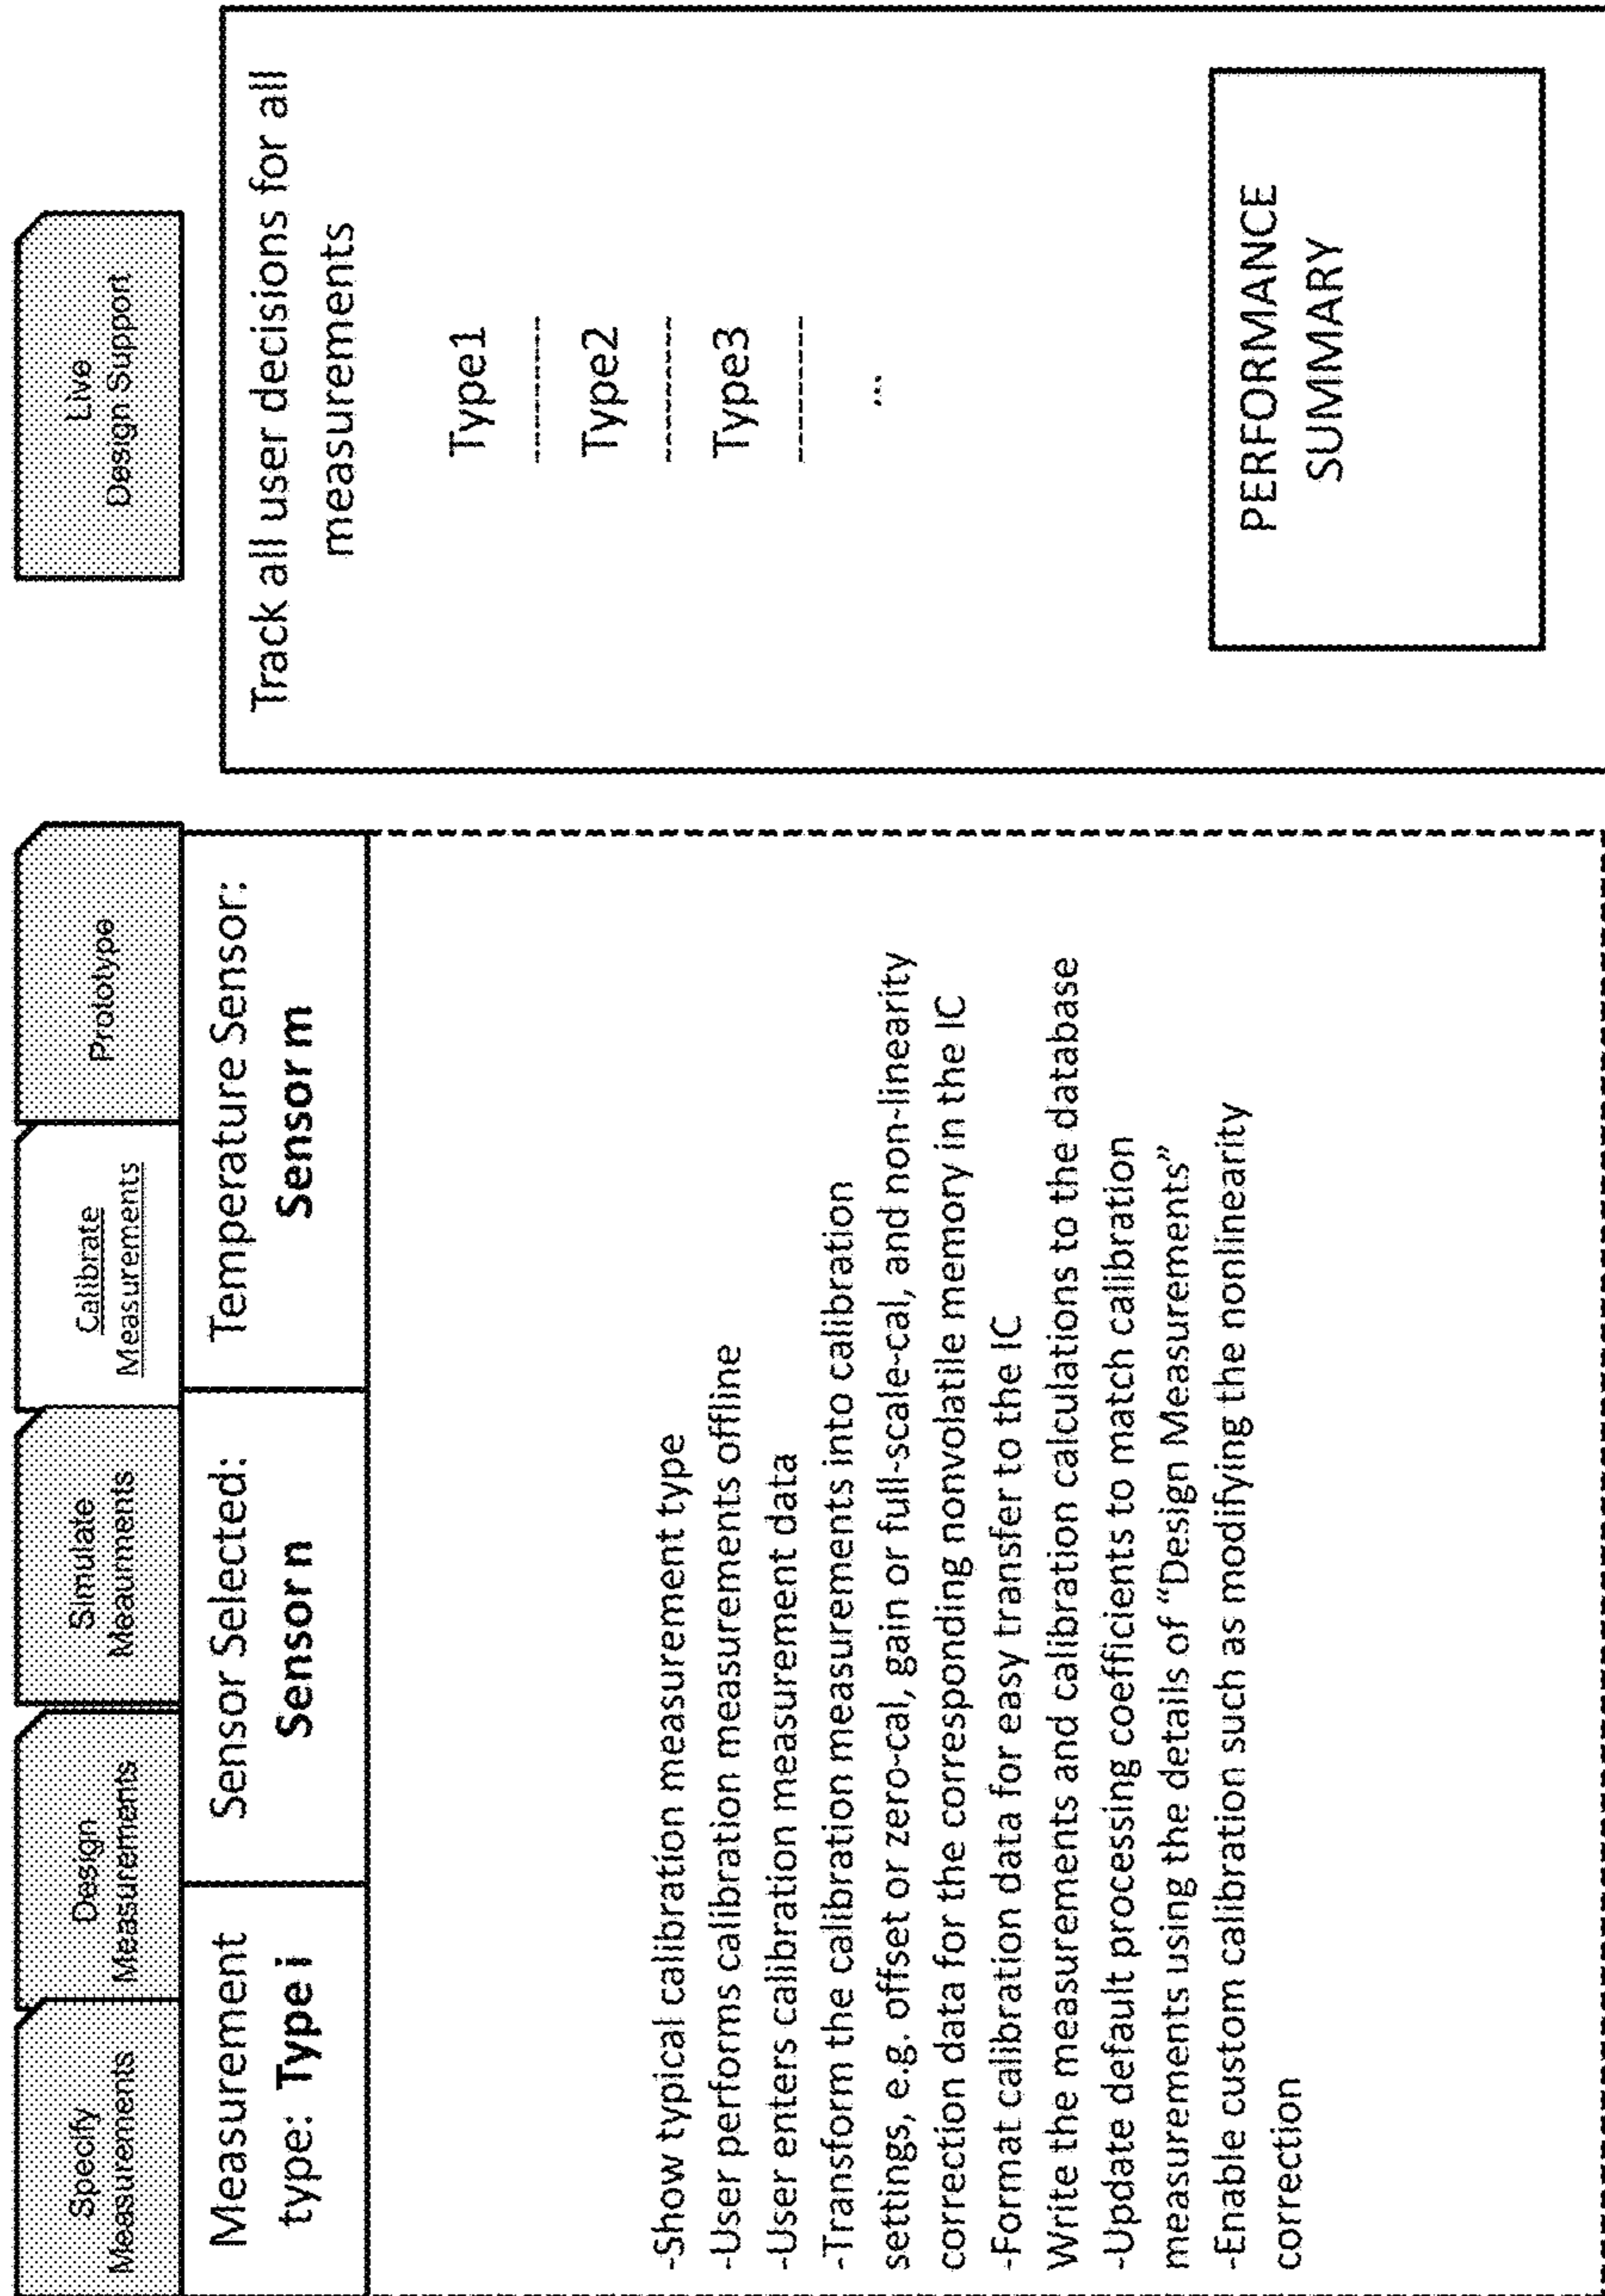 Specify
Measurements
Design
Measurements
Simulate
Meaurments
Calibrate
Measurements
Prototype
Live
Design Support
Measurement
type: Type i
Sensor Selected:
Sensor n
Temperature Sensor:
Sensor m
-Show typical calibration measurement type
-User performs calibration measurements offline
-User enters calibration measurement data
-Transform the calibration measurements into calibration
settings, e.g. offset or zero-cal, gain or full-scale-cal, and non-linearity
correction data for the corresponding nonvolatile memory in the IC
-Format calibration data for easy transfer to the IC
Write the measurements and calibration calculations to the database
-Update default processing coefficients to match calibration
measurements using the details of “Design Measurements”
-Enable custom calibration such as modifying the nonlinearity
correction
Track all user decisions for all
measurements
Type1
----------
Type2
----------
Type3
----------
...
PERFORMANCE
SUMMARY